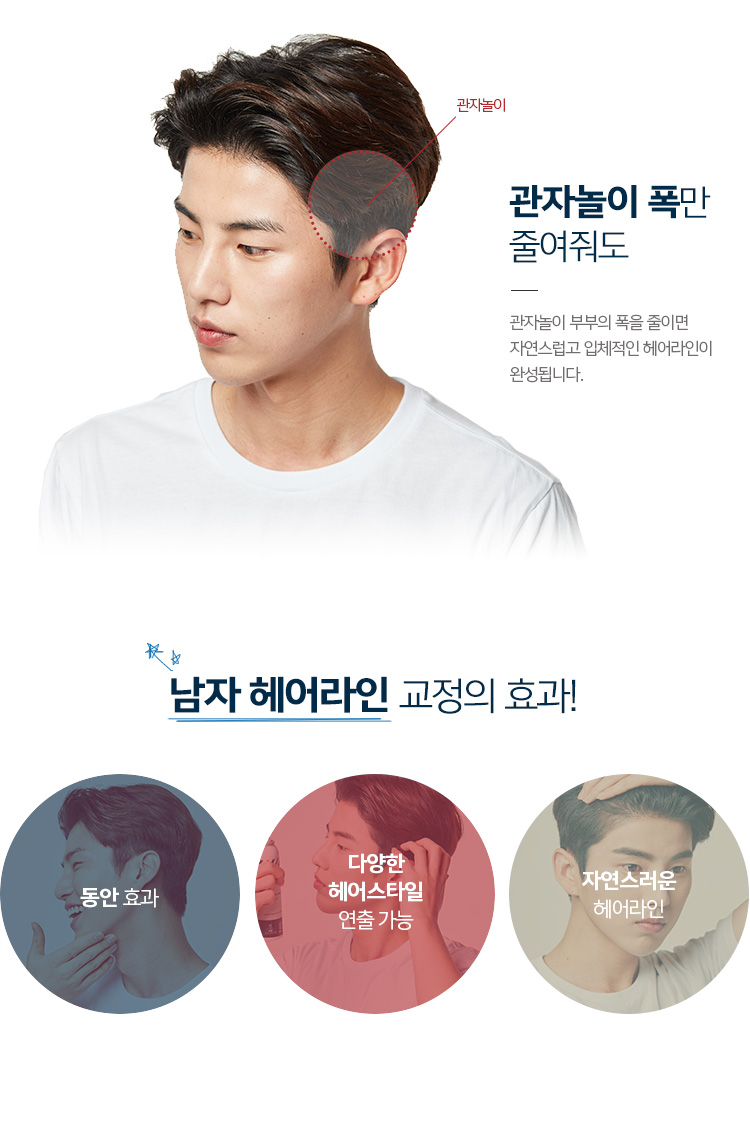 관자놀이
관자놀이 폭만
줄여줘도
관자놀이 부부의 폭을 줄이면
자연스럽고 입체적인 헤어라인이
완성됩니다.
남자 헤어라인 교정의 효과!
동안 효과
다양한
헤어스타일
연출 가능
자연스러운
헤어라인